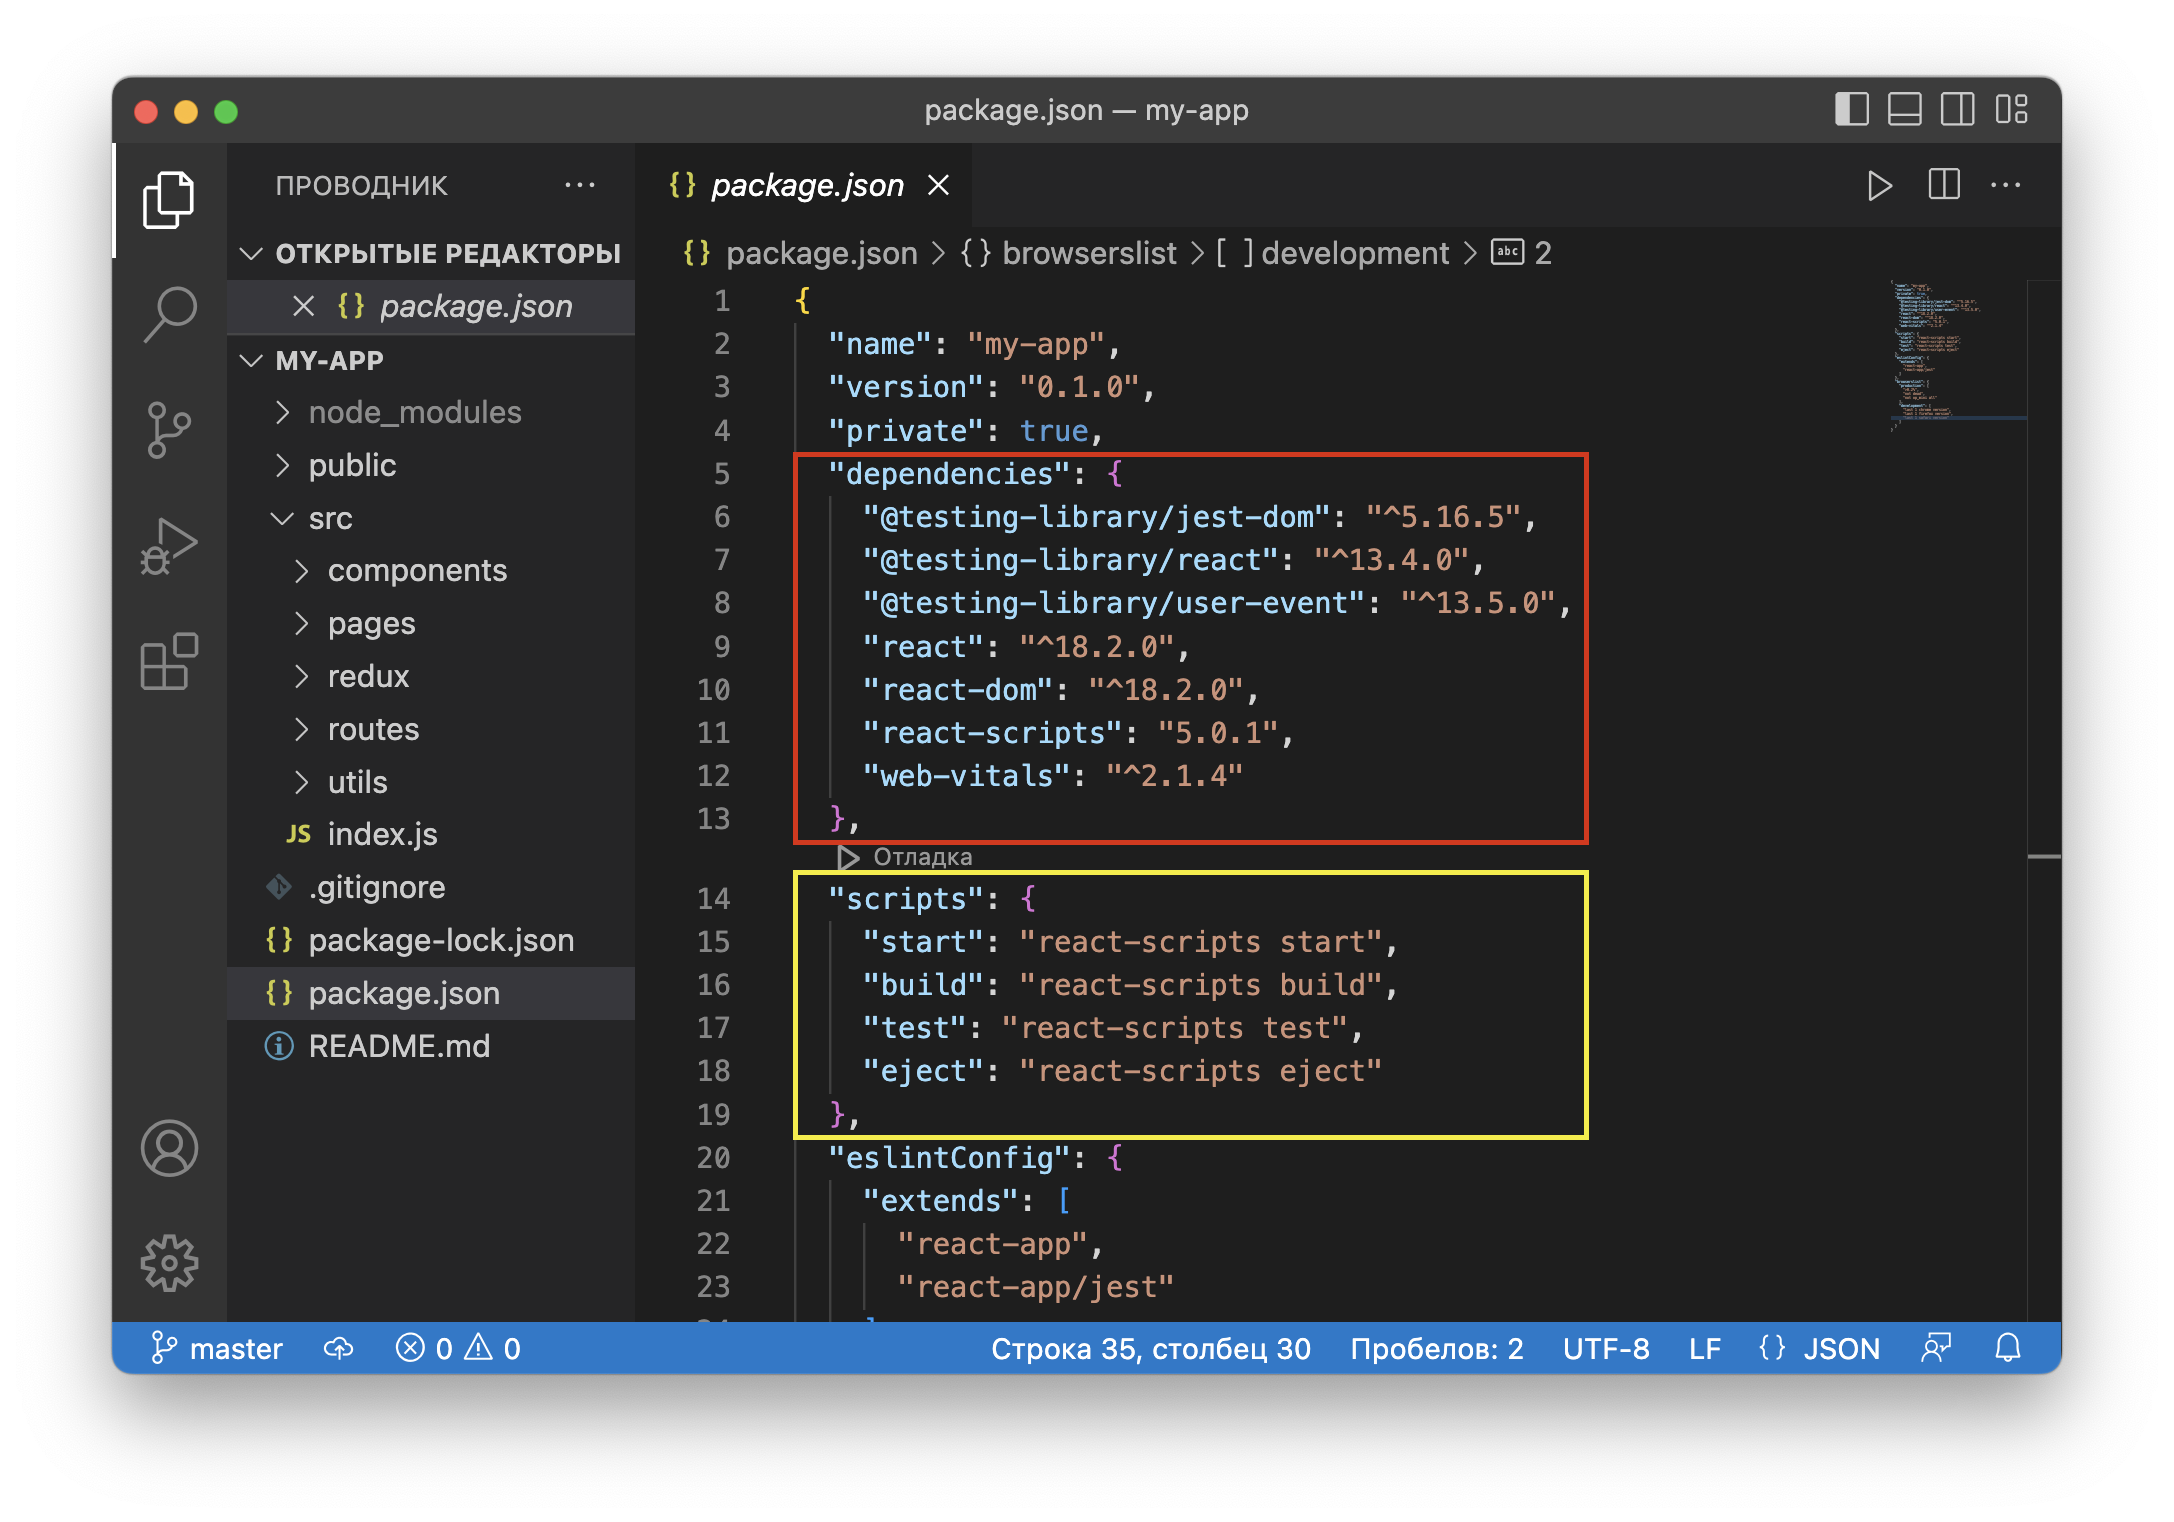 package.json — my-app
ПРОВОДНИК
ОТКРЫТЫЕ РЕДАКТОРЫ
package.json
MY-APP
node_modules
public
src
components
pages
redux
routes
utils
JS index.js
.gitignore
{} package-lock.json
{} package.json
README.md
{} package.json
{} package.json > {} browserslist > [ ] development > abc 2
1 {
2 "name": "my-app",
3 "version": "0.1.0",
4 "private": true,
5 "dependencies": {
6 "@testing-library/jest-dom": "^5.16.5",
7 "@testing-library/react": "^13.4.0",
8 "@testing-library/user-event": "^13.5.0",
9 "react": "^18.2.0",
10 "react-dom": "^18.2.0",
11 "react-scripts": "5.0.1",
12 "web-vitals": "^2.1.4"
13 },
Отладка
14 "scripts": {
15 "start": "react-scripts start",
16 "build": "react-scripts build",
17 "test": "react-scripts test",
18 "eject": "react-scripts eject"
19 },
20 "eslintConfig": {
21 "extends": [
22 "react-app",
23 "react-app/jest"
master 0 0 Строка 35, столбец 30 Пробелов: 2 UTF-8 LF {} JSON